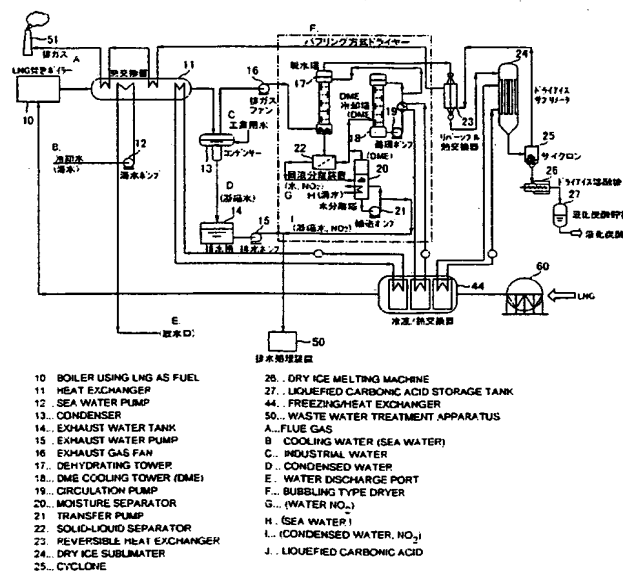 F.
バブリング方式ドライヤー
51
排ガス A
LNG焚きボイラー
熱交換器
11
10
16
排ガス
ファン
C
工業用水
13
コンデンサー
B.
冷却水
(海水)
12
海水ポンプ
D
(凝縮水)
14
排水槽
15
排水ポンプ
脱水塔
17
DME
冷却塔
(DME)
18
19
循環ポンプ
(DME)
22
固液分離装置
(水、NO₂)
G
H (海水)
20
水分離器
21
輸送ポンプ
I
(凝縮水、NO₂)
23
リバーシブル
熱交換器
24
ドライアイス
サブリメータ
25
サイクロン
26
ドライアイス溶融機
27
液化炭酸
44
冷凍/熱交換器
60
LNG
E.
(放水口)
50
排水処理装置
10 BOILER USING LNG AS FUEL
11 HEAT EXCHANGER
12 .. SEA WATER PUMP
13... CONDENSER
14... EXHAUST WATER TANK
15 EXHAUST WATER PUMP
16 EXHAUST GAS FAN
17.. DEHYDRATING TOWER
18... DME COOLING TOWER (DME)
19... CIRCULATION PUMP
20... MOISTURE SEPARATOR
21 TRANSFER PUMP
22. SOLID-LIQUID SEPARATOR
23. REVERSIBLE HEAT EXCHANGER
24... DRY ICE SUBLIMATER
25... CYCLONE
26. . DRY ICE MELTING MACHINE
27. . LIQUEFIED CARBONIC ACID STORAGE TANK
44... FREEZING/HEAT EXCHANGER
50... WASTE WATER TREATMENT APPARATUS
A... FLUE GAS
B COOLING WATER (SEA WATER)
C... INDUSTRIAL WATER
D.. CONDENSED WATER
E.. WATER DISCHARGE PORT
F... BUBBLING TYPE DRYER
G... (WATER NO₂)
H.. (SEA WATER)
I... (CONDENSED WATER, NO₂)
J. . LIQUEFIED CARBONIC ACID